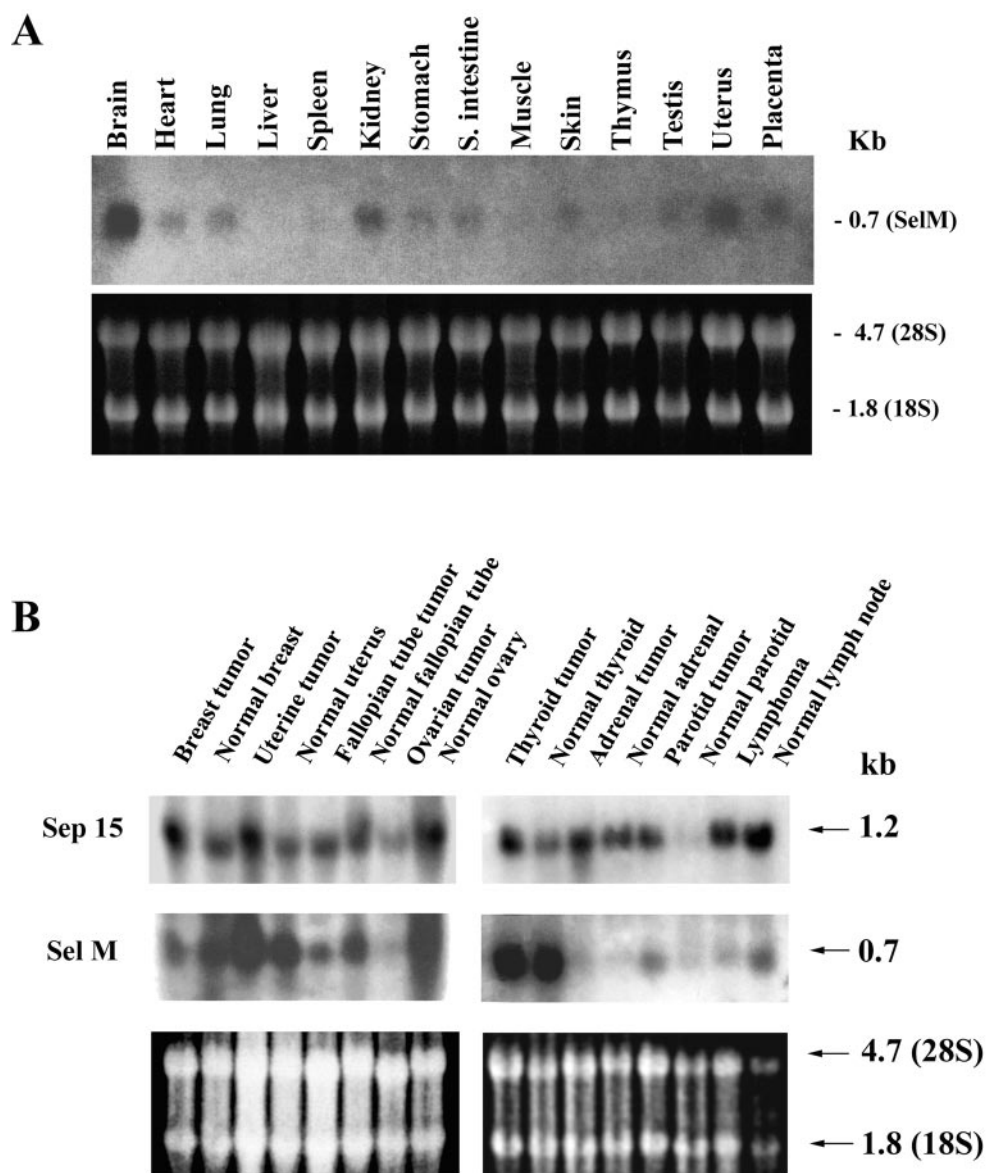 A
Brain
Heart
Lung
Liver
Spleen
Kidney
Stomach
S. intestine
Muscle
Skin
Thymus
Testis
Uterus
Placenta
Kb
- 0.7 (SelM)
- 4.7 (28S)
- 1.8 (18S)
B
Breast tumor
Normal breast
Uterine tumor
Normal uterus
Fallopian tube tumor
Normal fallopian tube
Ovarian tumor
Normal ovary
Thyroid tumor
Normal thyroid
Adrenal tumor
Normal adrenal
Parotid tumor
Normal parotid
Lymphoma
Normal lymph node
kb
Sep 15
1.2
Sel M
0.7
4.7 (28S)
1.8 (18S)